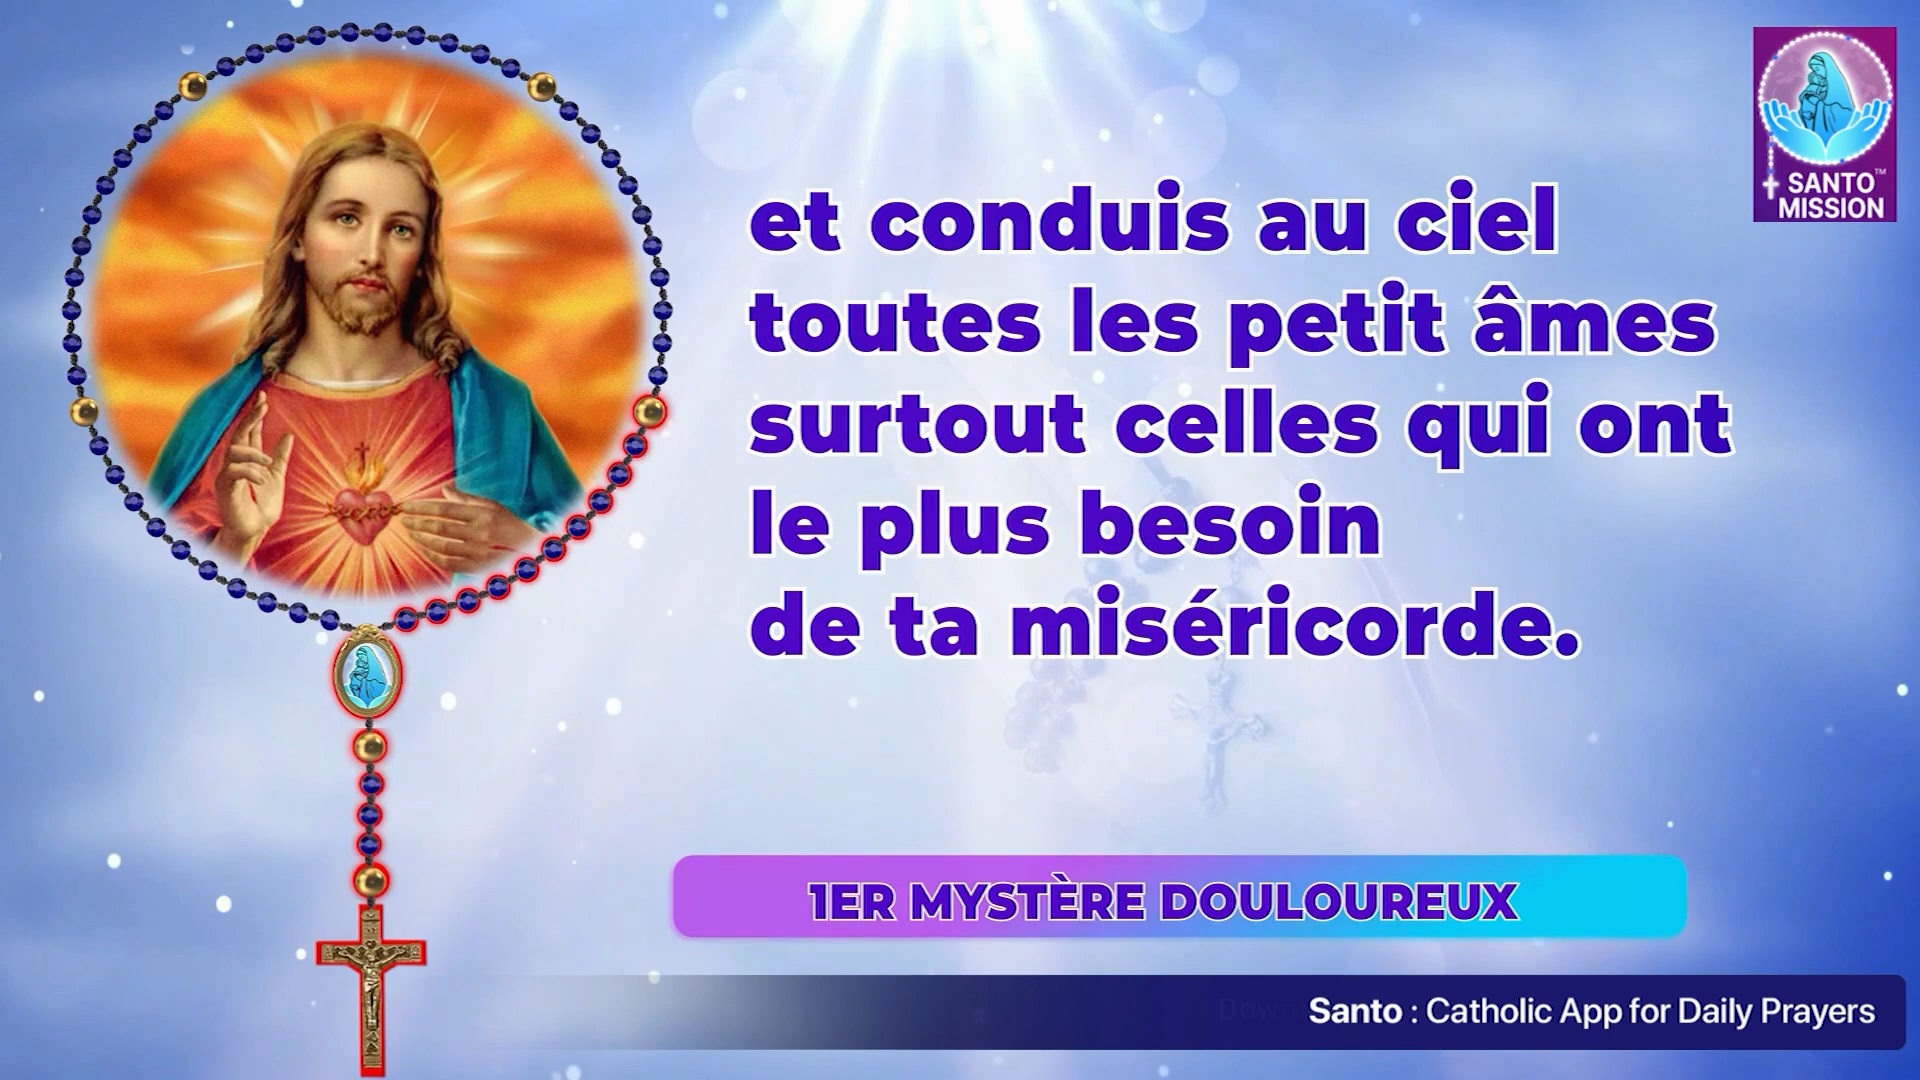 et conduis au ciel
toutes les petit âmes
surtout celles qui ont
le plus besoin
de ta miséricorde.
SANTO™
MISSION
1ER MYSTÈRE DOULOUREUX
Santo : Catholic App for Daily Prayers